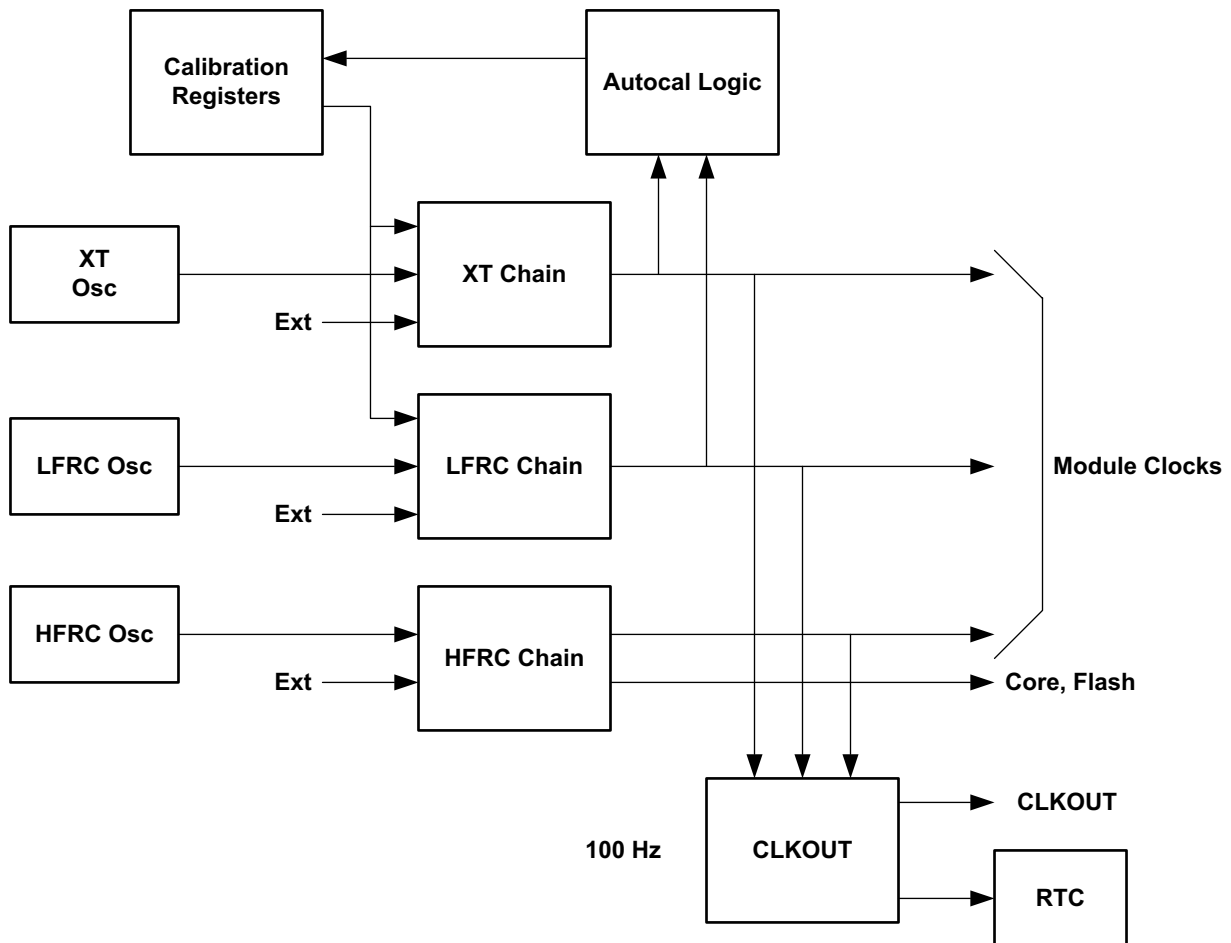 Calibration
Registers
Autocal Logic
XT
Osc
XT Chain
Ext
LFRC Osc
LFRC Chain
Module Clocks
Ext
HFRC Osc
HFRC Chain
Ext
Core, Flash
CLKOUT
100 Hz
CLKOUT
RTC